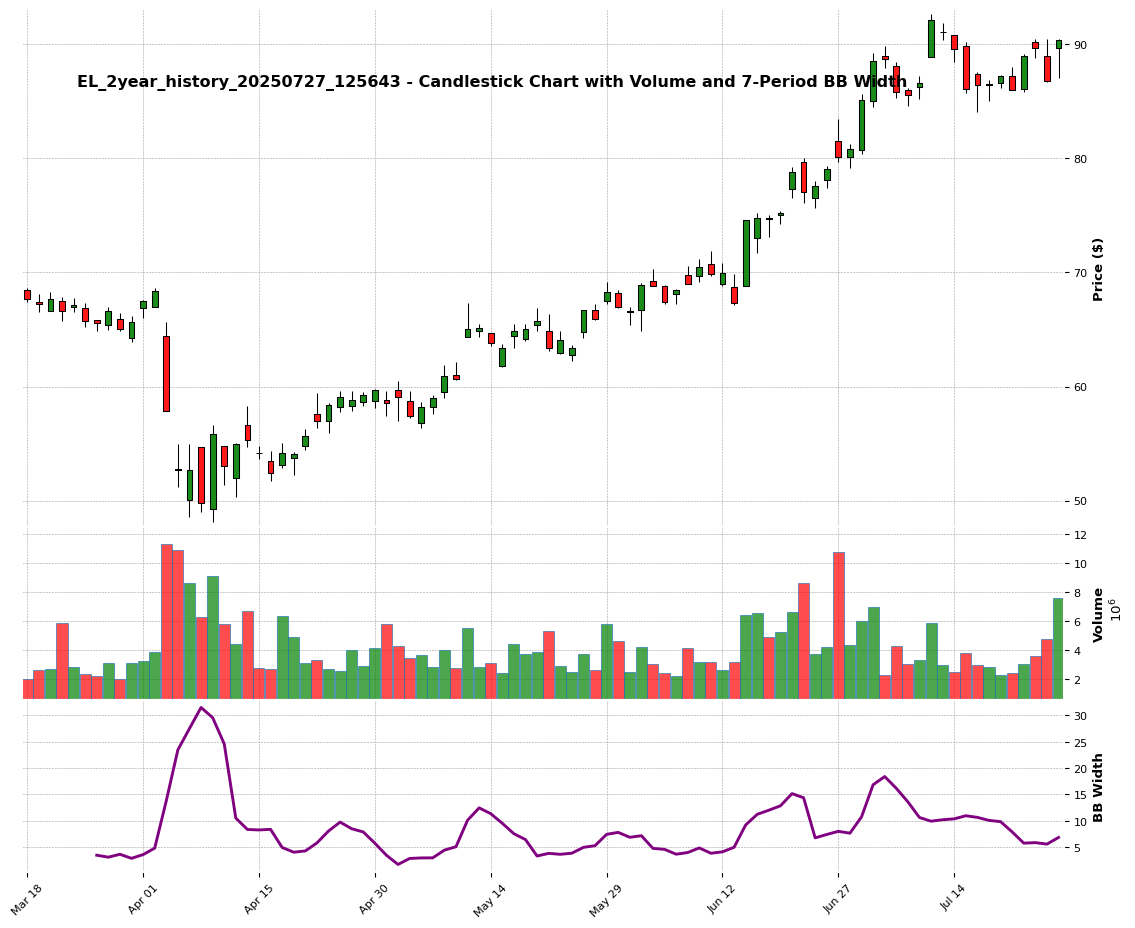 EL_2year_history_20250727_125643 - Candlestick Chart with Volume and 7-Period BB Width
90
80
70
60
50
Price ($)
12
10
8
6
4
2
Volume
10^6
30
25
20
15
10
5
BB Width
Mar 18
Apr 01
Apr 15
Apr 30
May 14
May 29
Jun 12
Jun 27
Jul 14